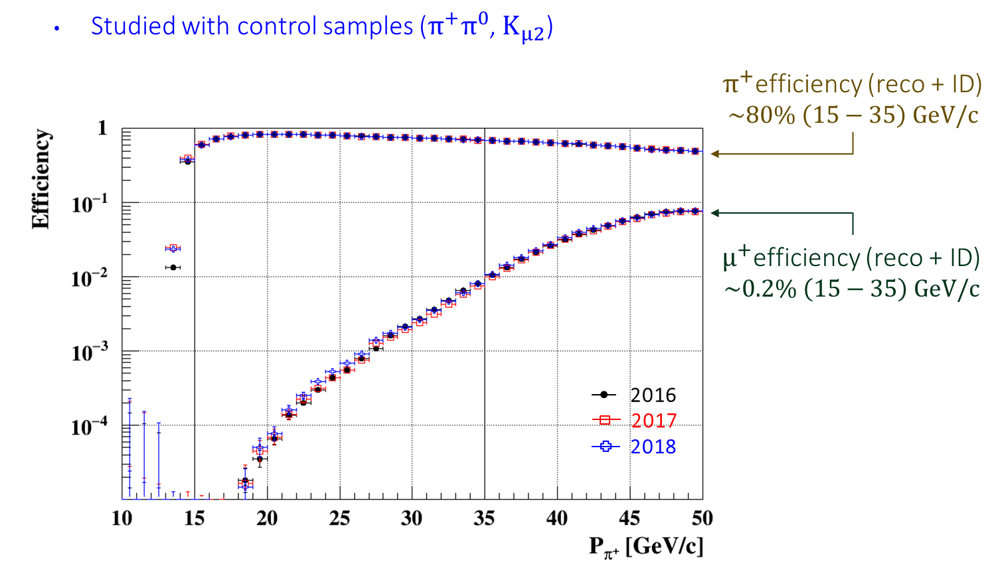 • Studied with control samples (π⁺π⁰, K_μ2)
π⁺ efficiency (reco + ID)
~80% (15 − 35) GeV/c
Efficiency
1
10⁻¹
10⁻²
10⁻³
10⁻⁴
μ⁺ efficiency (reco + ID)
~0.2% (15 − 35) GeV/c
2016
2017
2018
10 15 20 25 30 35 40 45 50
P_π⁺ [GeV/c]